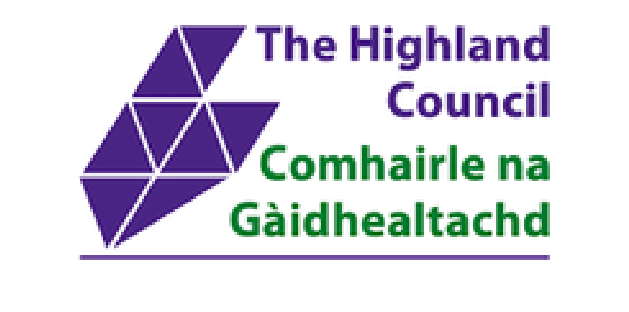 The Highland
Council
Comhairle na
Gàidhealtachd